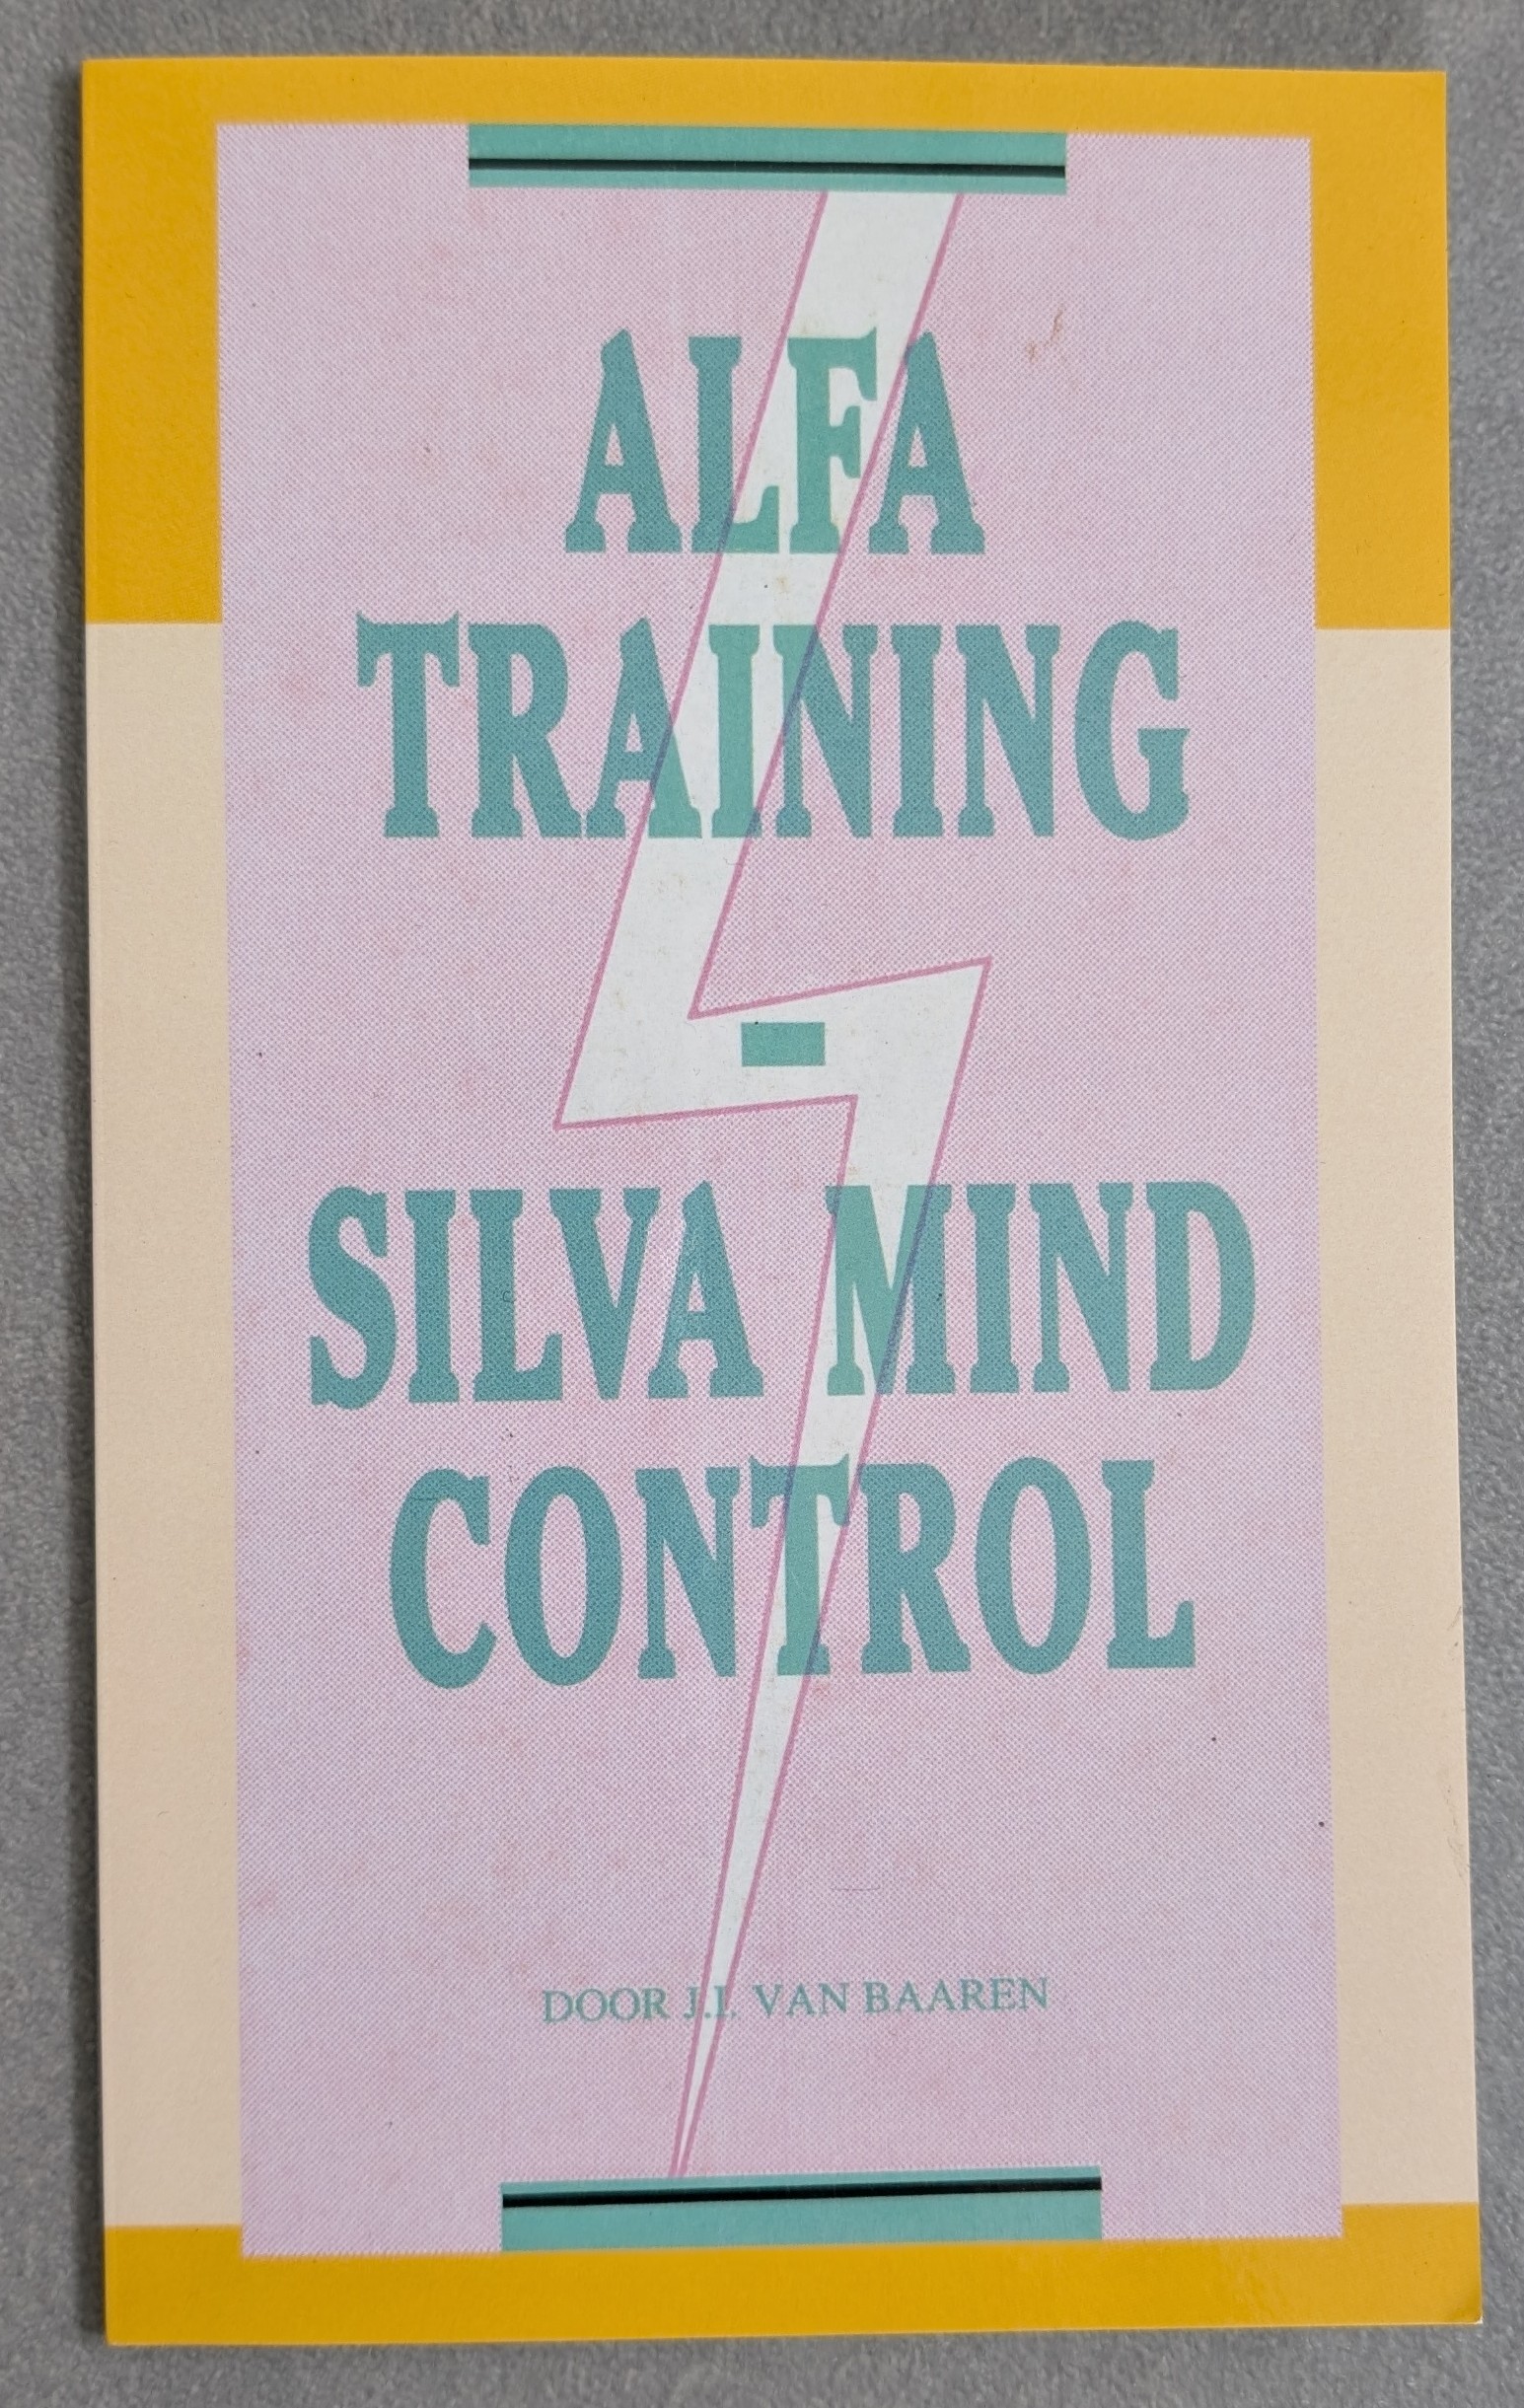 ALFA
TRAINING
-
SILVA MIND
CONTROL
DOOR J.I. VAN BAAREN